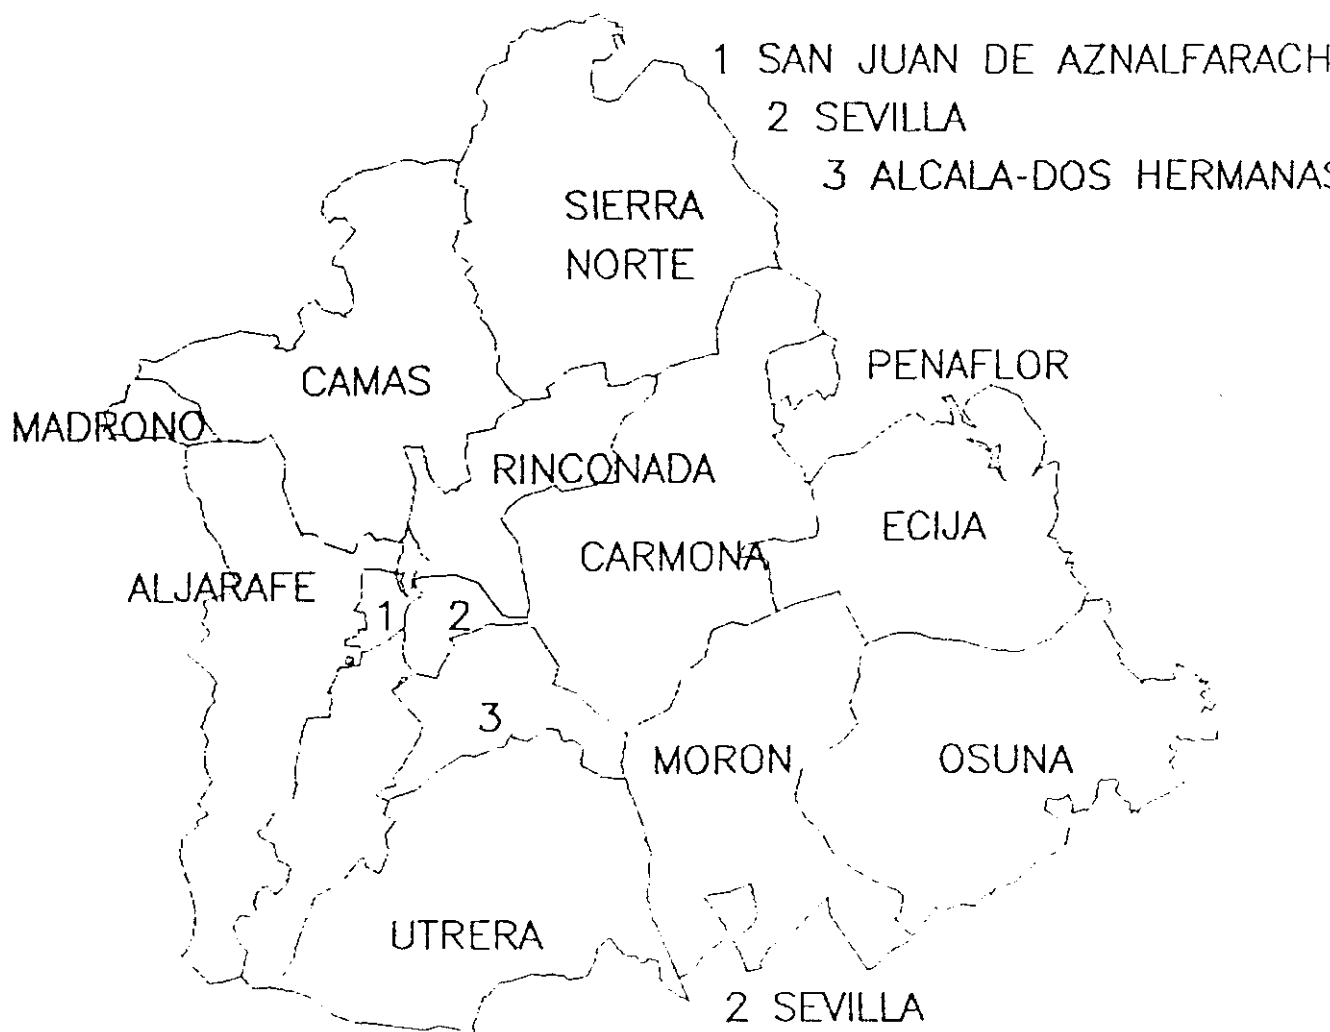 1 SAN JUAN DE AZNALFARACH
2 SEVILLA
3 ALCALA-DOS HERMANAS
SIERRA
NORTE
PENAFLOR
CAMAS
MADRONO
RINCONADA
ECIJA
CARMONA
ALJARAFE
1
2
3
MORON
OSUNA
UTRERA
2 SEVILLA